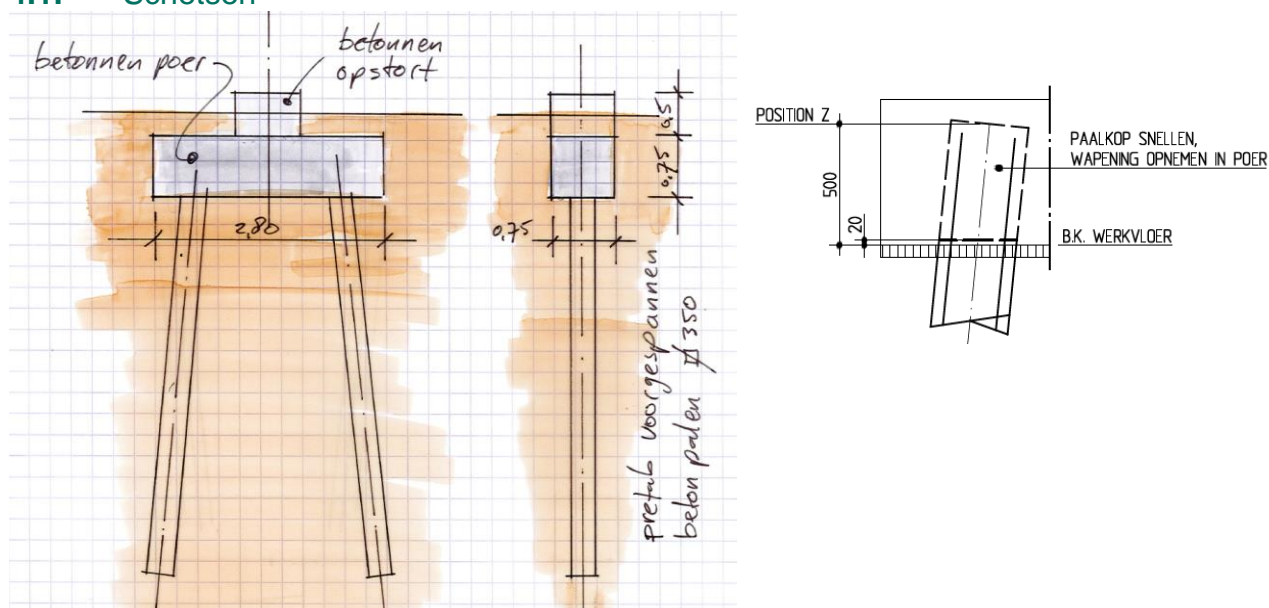 betonnen poer
betonnen
opstort
2,80
0,75
0,5
0,75
prefab voorgespannen
beton palen ⌀350
POSITION Z
500
20
PAALKOP SNELLEN,
WAPENING OPNEMEN IN POER
B.K. WERKVLOER